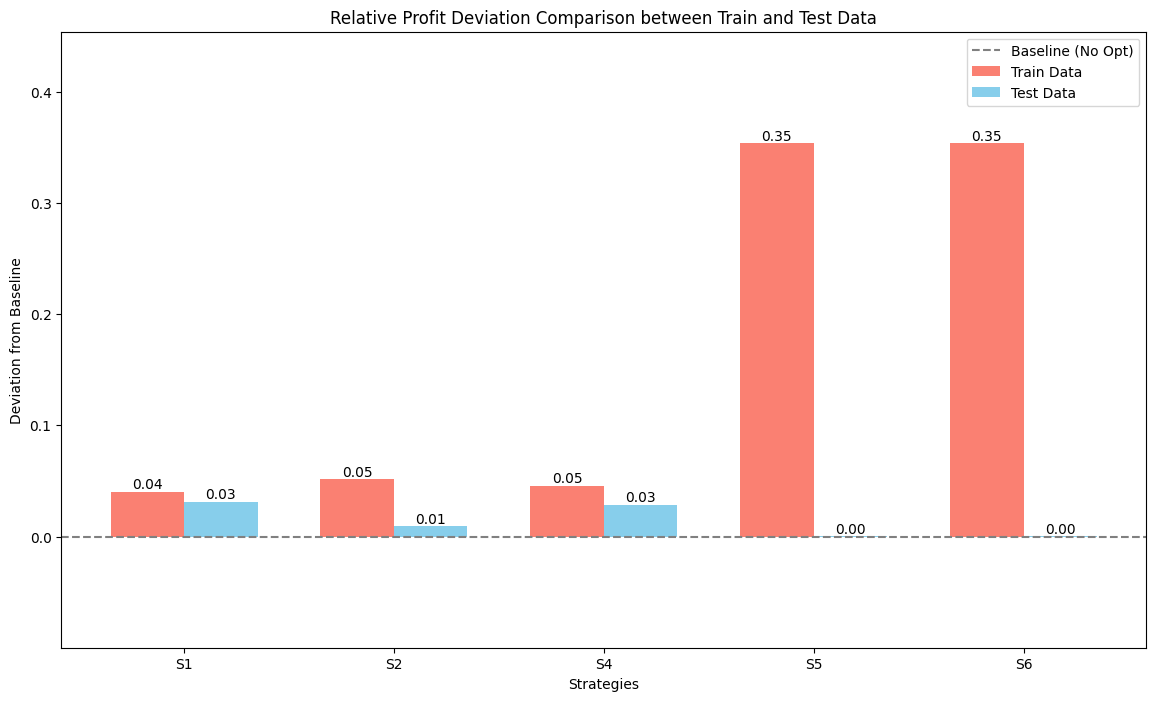 Relative Profit Deviation Comparison between Train and Test Data
Baseline (No Opt)
Train Data
Test Data
Deviation from Baseline
0.4
0.3
0.2
0.1
0.0
0.04
0.03
0.05
0.01
0.05
0.03
0.35
0.00
0.35
0.00
S1
S2
S4
S5
S6
Strategies